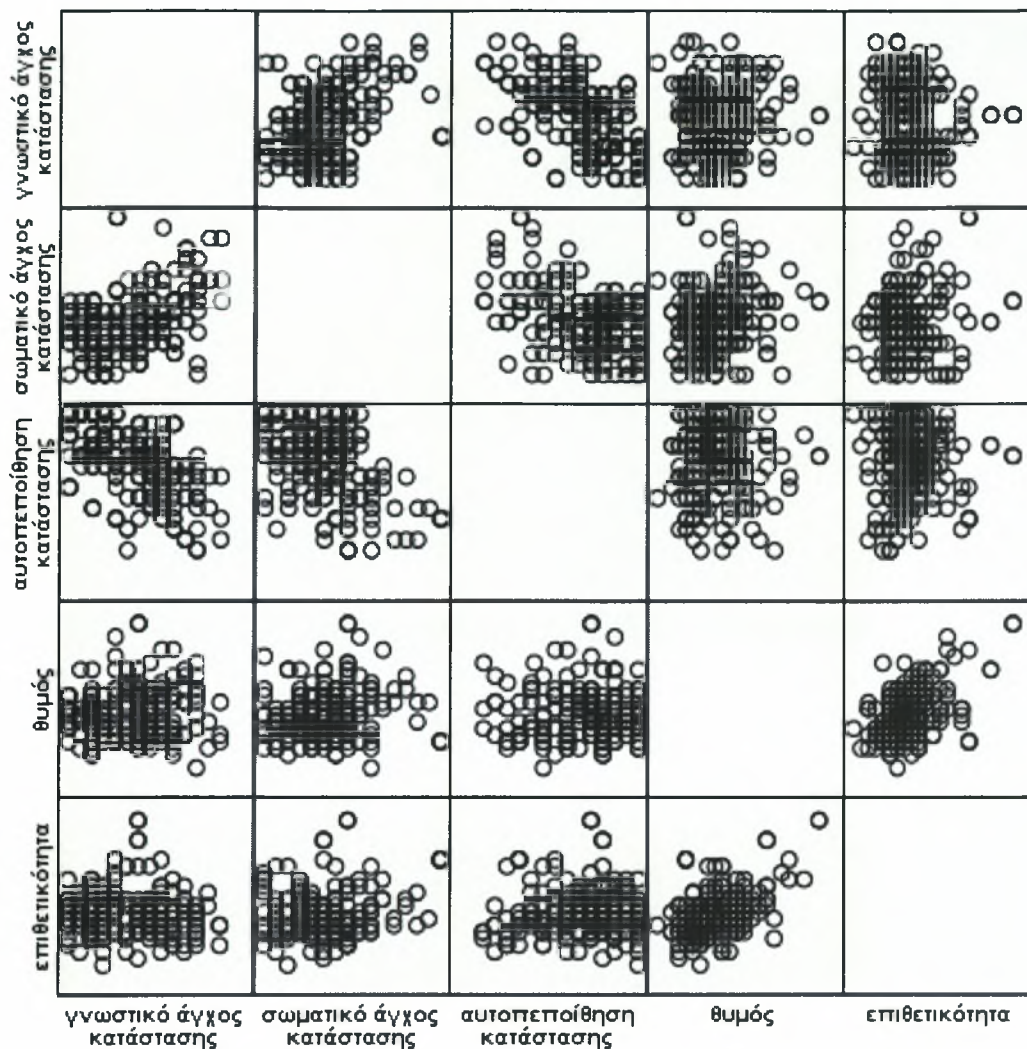 γνωστικό άγχος
κατάστασης
σωματικό άγχος
κατάστασης
αυτοπεποίθηση
κατάστασης
θυμός
επιθετικότητα
γνωστικό άγχος
κατάστασης
σωματικό άγχος
κατάστασης
αυτοπεποίθηση
κατάστασης
θυμός
επιθετικότητα